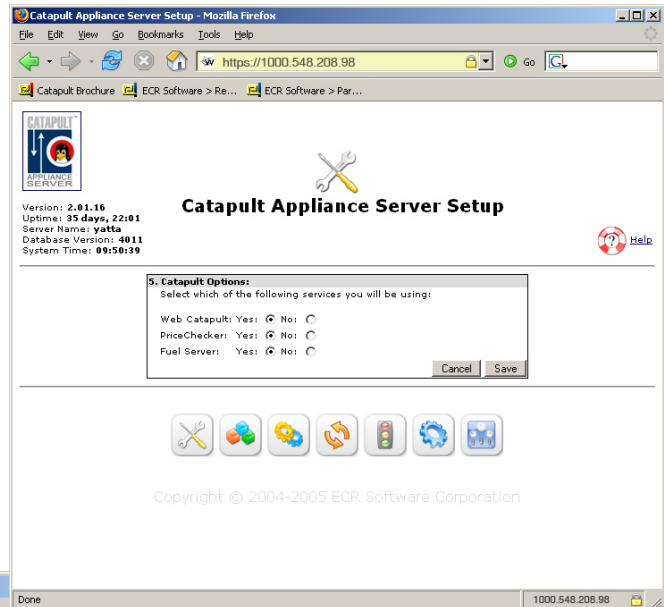 Catapult Appliance Server Setup - Mozilla Firefox
File Edit View Go Bookmarks Tools Help
https://1000.548.208.98 Go G
Catapult Brochure ECR Software > Re... ECR Software > Par...
CATAPULT
APPLIANCE
SERVER
Version: 2.01.16
Uptime: 35 days, 22:01
Server Name: yatta
Database Version: 4011
System Time: 09:50:39
Catapult Appliance Server Setup
Help
5. Catapult Options:
Select which of the following services you will be using:
Web Catapult: Yes: No:
PriceChecker: Yes: No:
Fuel Server: Yes: No:
Cancel Save
Copyright © 2004-2005 ECR Software Corporation
Done 1000.548.208.98